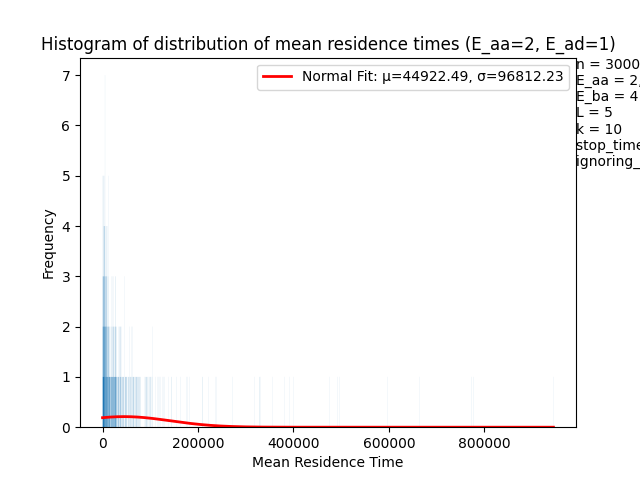 Histogram of distribution of mean residence times (E_aa=2, E_ad=1)
Normal Fit: μ=44922.49, σ=96812.23
n = 3000
E_aa = 2,
E_ba = 4
L = 5
k = 10
stop_time
ignoring_
Frequency
7
6
5
4
3
2
1
0
0 200000 400000 600000 800000
Mean Residence Time